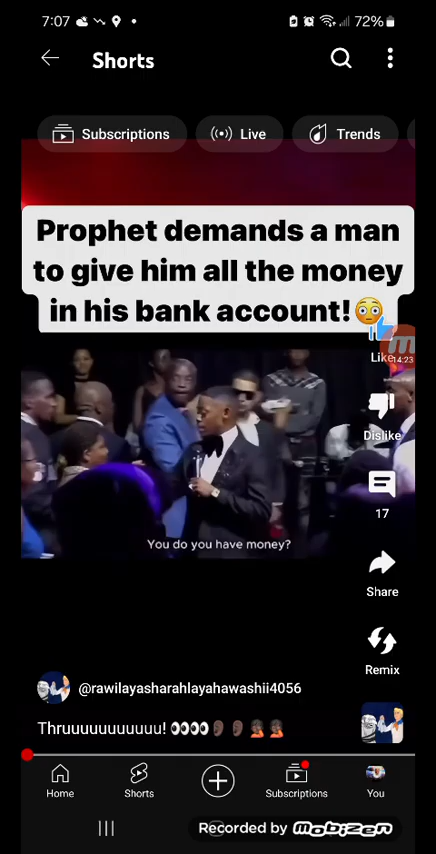 7:07
72%
Shorts
Subscriptions
Live
Trends
Prophet demands a man
to give him all the money
in his bank account!😳
Like
14:23
Dislike
You do you have money?
17
Share
Remix
@rawilayasharahlayahawashii4056
Thruuuuuuuuuuu! 👀👀👀👀👂🏿👂🏿🤦🏿🤦🏿
Home
Shorts
Subscriptions
You
Recorded by mobizen